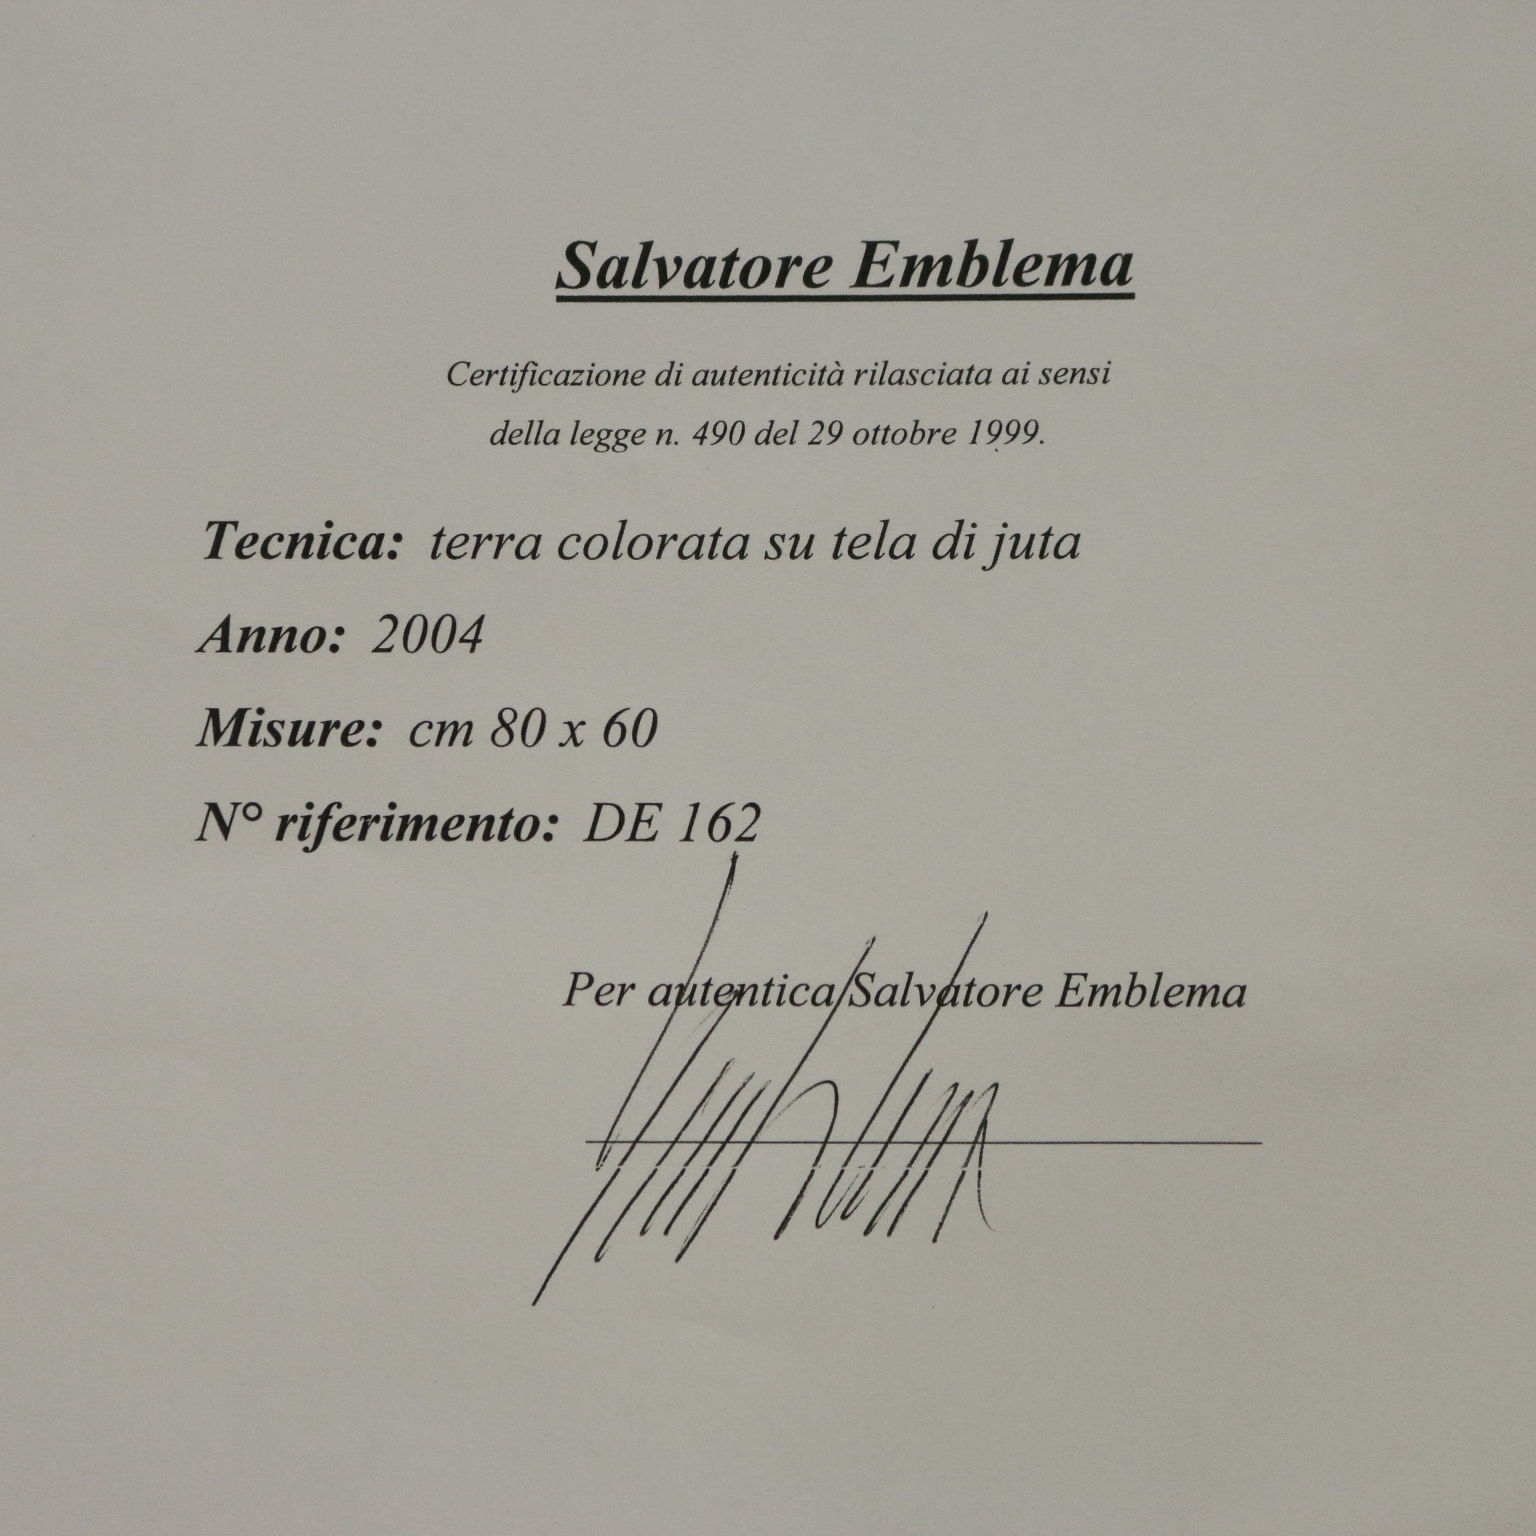 Salvatore Emblema
Certificazione di autenticità rilasciata ai sensi
della legge n. 490 del 29 ottobre 1999.
Tecnica: terra colorata su tela di juta
Anno: 2004
Misure: cm 80 x 60
N° riferimento: DE 162
Per autentica Salvatore Emblema